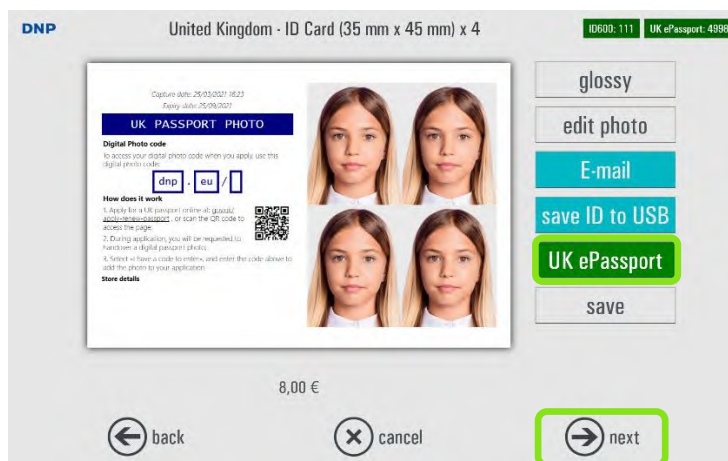 DNP
United Kingdom - ID Card (35 mm x 45 mm) x 4
ID600: 111
UK ePassport: 4998
Capture date: 25/03/2021 16:23
Expiry date: 25/09/2021
UK PASSPORT PHOTO
Digital Photo code
To access your digital photo code when you apply, use this
digital photo code:
dnp . eu /
How does it work
1. Apply for a UK passport online at: gov.uk/
apply-renew-passport , or scan the QR code to
access the page.
2. During application, you will be requested to
handover a digital passport photo.
3. Select «I have a code to enter», and enter the code above to
add the photo to your application
Store details
glossy
edit photo
E-mail
save ID to USB
UK ePassport
save
8,00 €
back
cancel
next